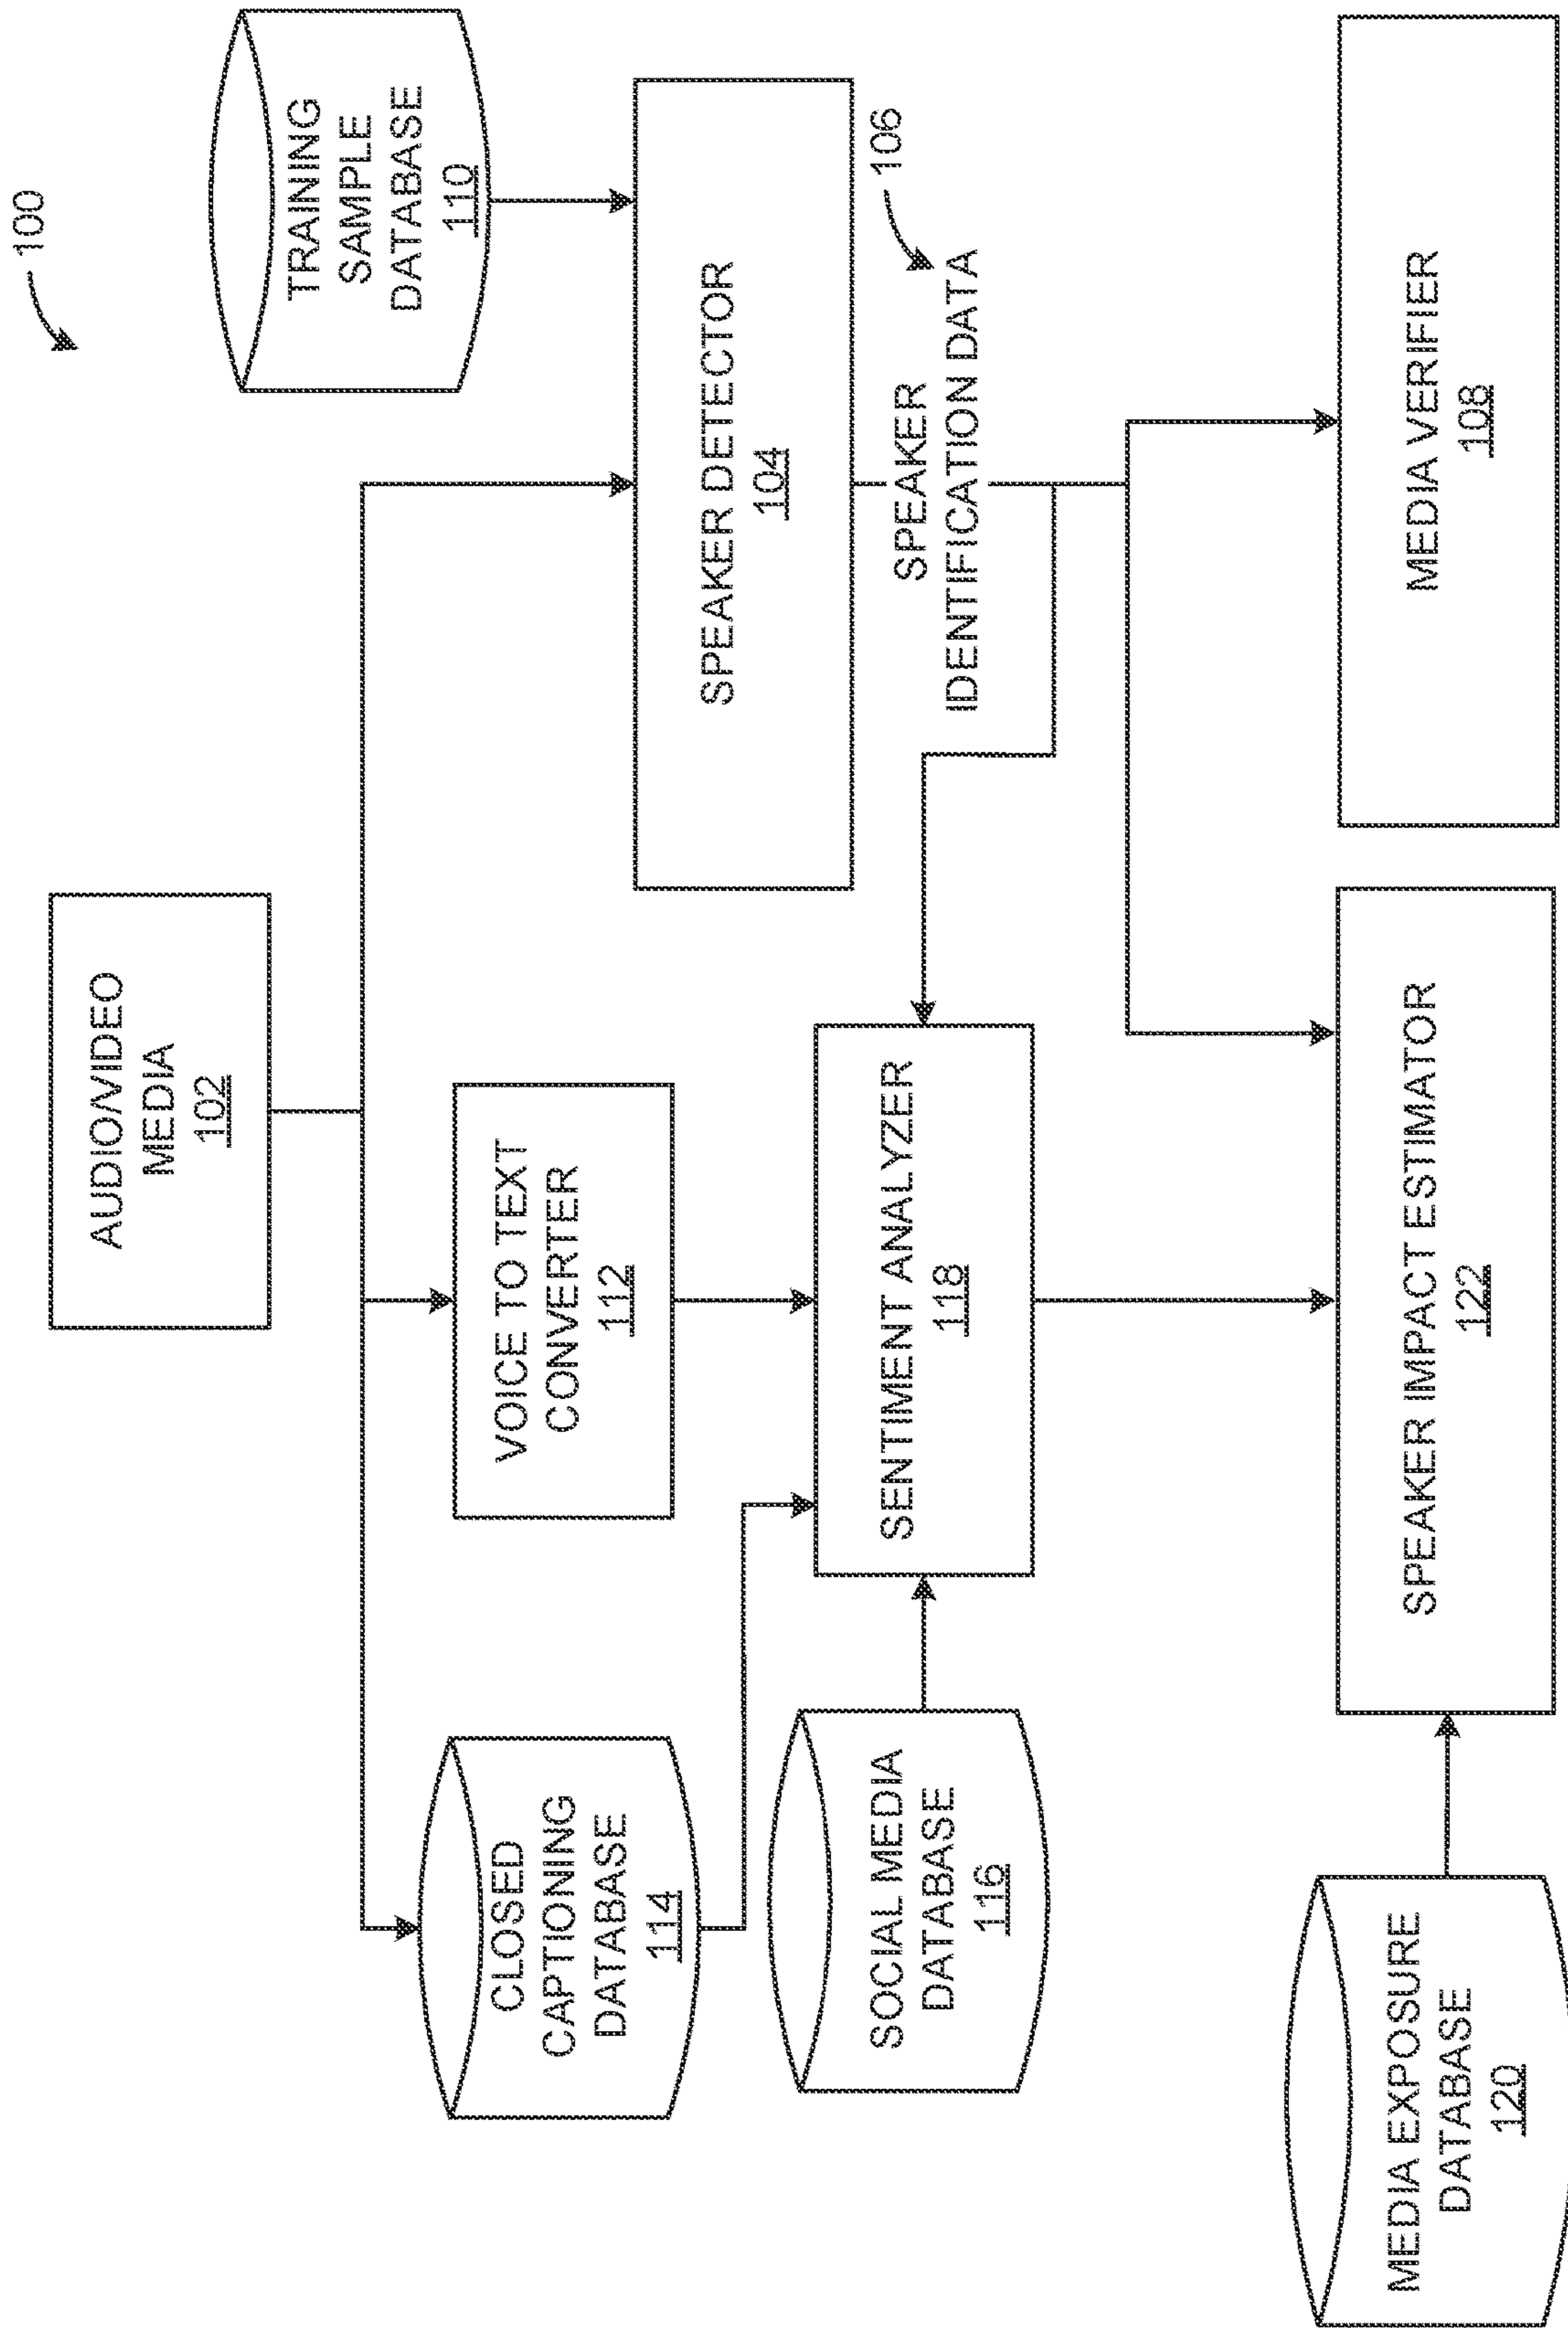 100
AUDIO/VIDEO
MEDIA
102
TRAINING
SAMPLE
DATABASE
110
CLOSED
CAPTIONING
DATABASE
114
VOICE TO TEXT
CONVERTER
112
SPEAKER DETECTOR
104
SOCIAL MEDIA
DATABASE
116
SENTIMENT ANALYZER
118
SPEAKER
IDENTIFICATION DATA
106
MEDIA EXPOSURE
DATABASE
120
SPEAKER IMPACT ESTIMATOR
122
MEDIA VERIFIER
108